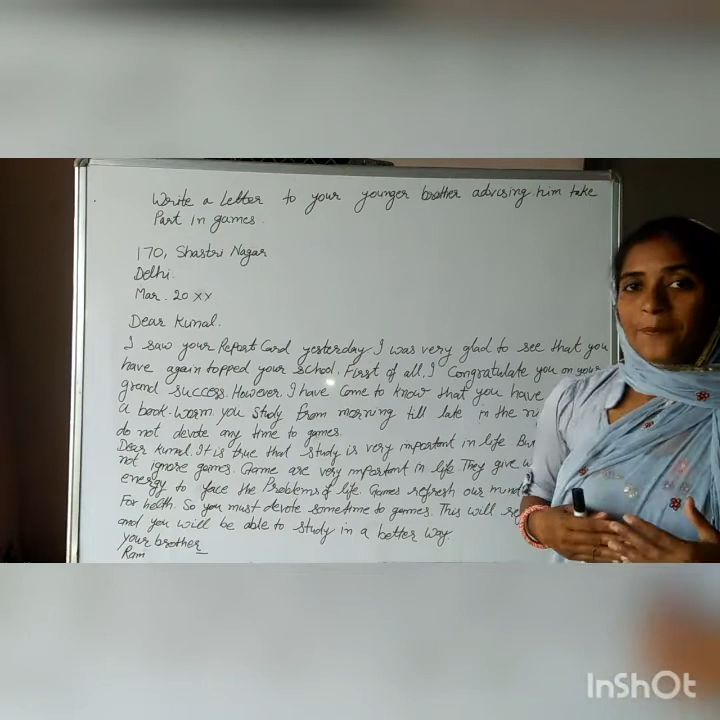 Write a letter to your younger brother advising him take
Part in games.
170, Shastri Nagar
Delhi.
Mar. 20 XX
Dear Kunal.
I saw your Report Card yesterday I was very glad to see that you
have again topped your school. First of all, I Congratulate you on your
grand success. However, I have Come to know that you have
a book-worm you study from morning till late in the
do not devote any time to games.
Dear Kunal. It is true that study is very important in life
not ignore games. Game are very important in life. They give
energy to face the Problems of life. Games refresh our mind
For health. So you must devote sometime to games. This will
and you will be able to study in a better way.
Your brother
Ram
InShOt